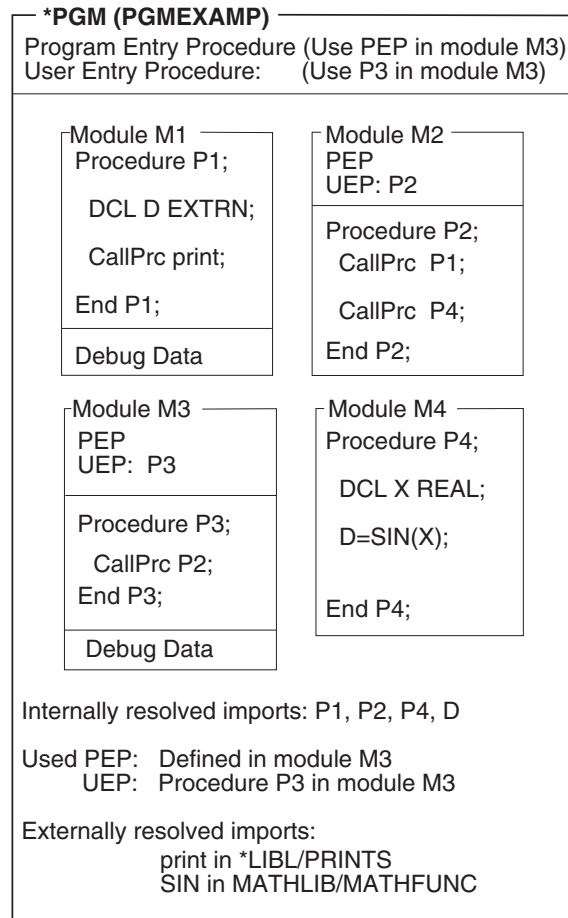 *PGM (PGMEXAMP)
Program Entry Procedure (Use PEP in module M3)
User Entry Procedure: (Use P3 in module M3)
Module M1
Procedure P1;
DCL D EXTRN;
CallPrc print;
End P1;
Debug Data
Module M2
PEP
UEP: P2
Procedure P2;
CallPrc P1;
CallPrc P4;
End P2;
Module M3
PEP
UEP: P3
Procedure P3;
CallPrc P2;
End P3;
Debug Data
Module M4
Procedure P4;
DCL X REAL;
D=SIN(X);
End P4;
Internally resolved imports: P1, P2, P4, D
Used PEP: Defined in module M3
UEP: Procedure P3 in module M3
Externally resolved imports:
print in *LIBL/PRINTS
SIN in MATHLIB/MATHFUNC